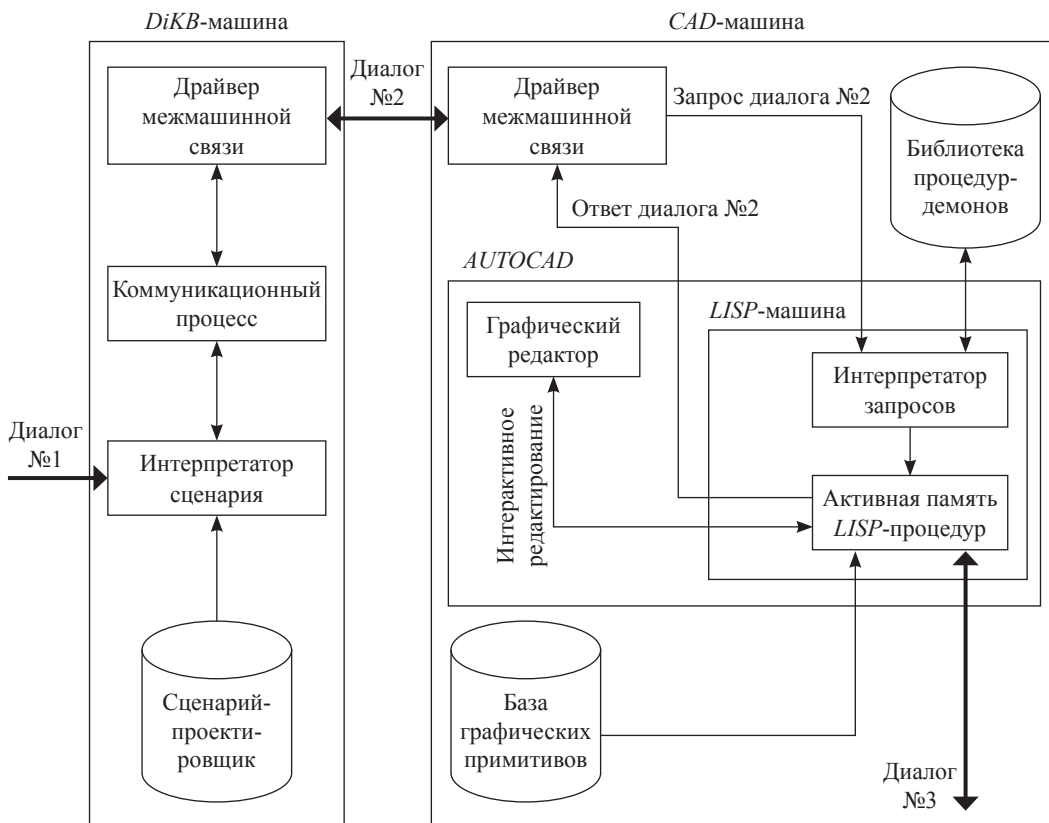 DiKB-машина
CAD-машина
Драйвер
межмашинной
связи
Диалог
№2
Драйвер
межмашинной
связи
Запрос диалога №2
Библиотека
процедур-
демонов
Ответ диалога №2
Коммуникационный
процесс
AUTOCAD
Графический
редактор
LISP-машина
Интерпретатор
запросов
Диалог
№1
Интерпретатор
сценария
Интерактивное
редактирование
Активная память
LISP-процедур
Сценарий-
проекти-
ровщик
База
графических
примитивов
Диалог
№3